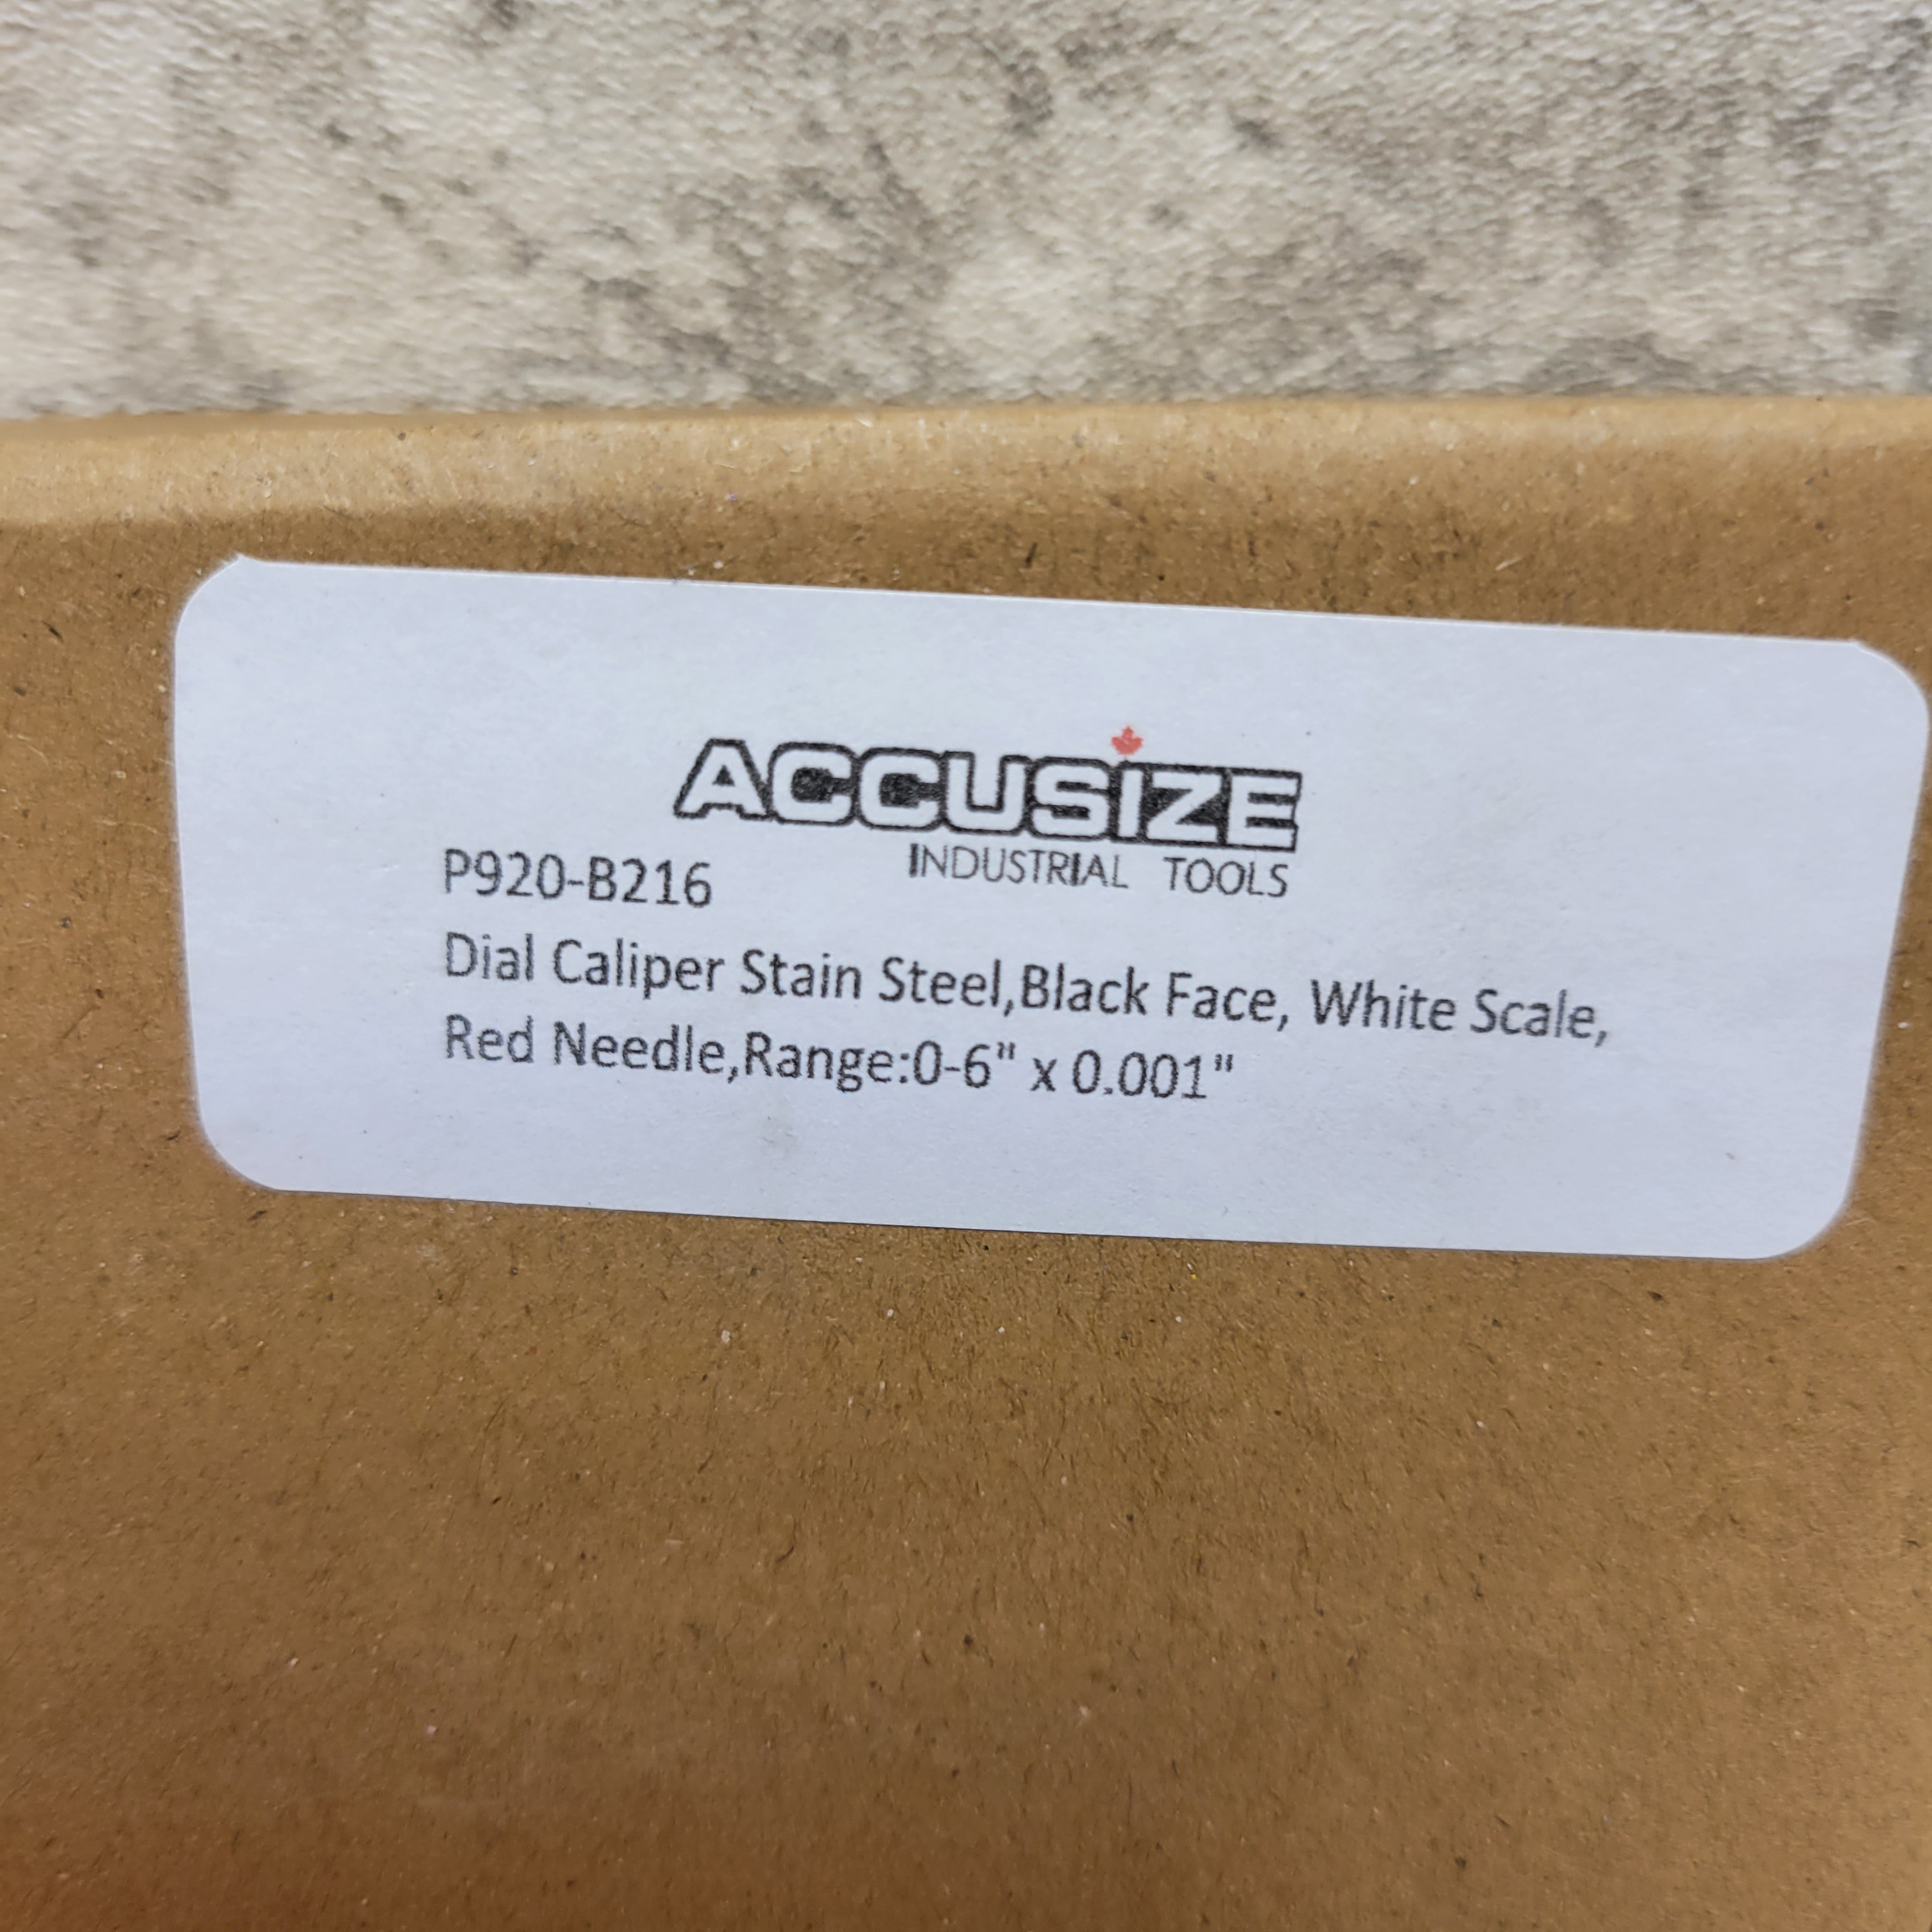 ACCUSIZE
INDUSTRIAL TOOLS
P920-B216
Dial Caliper Stain Steel,Black Face, White Scale,
Red Needle,Range:0-6" x 0.001"